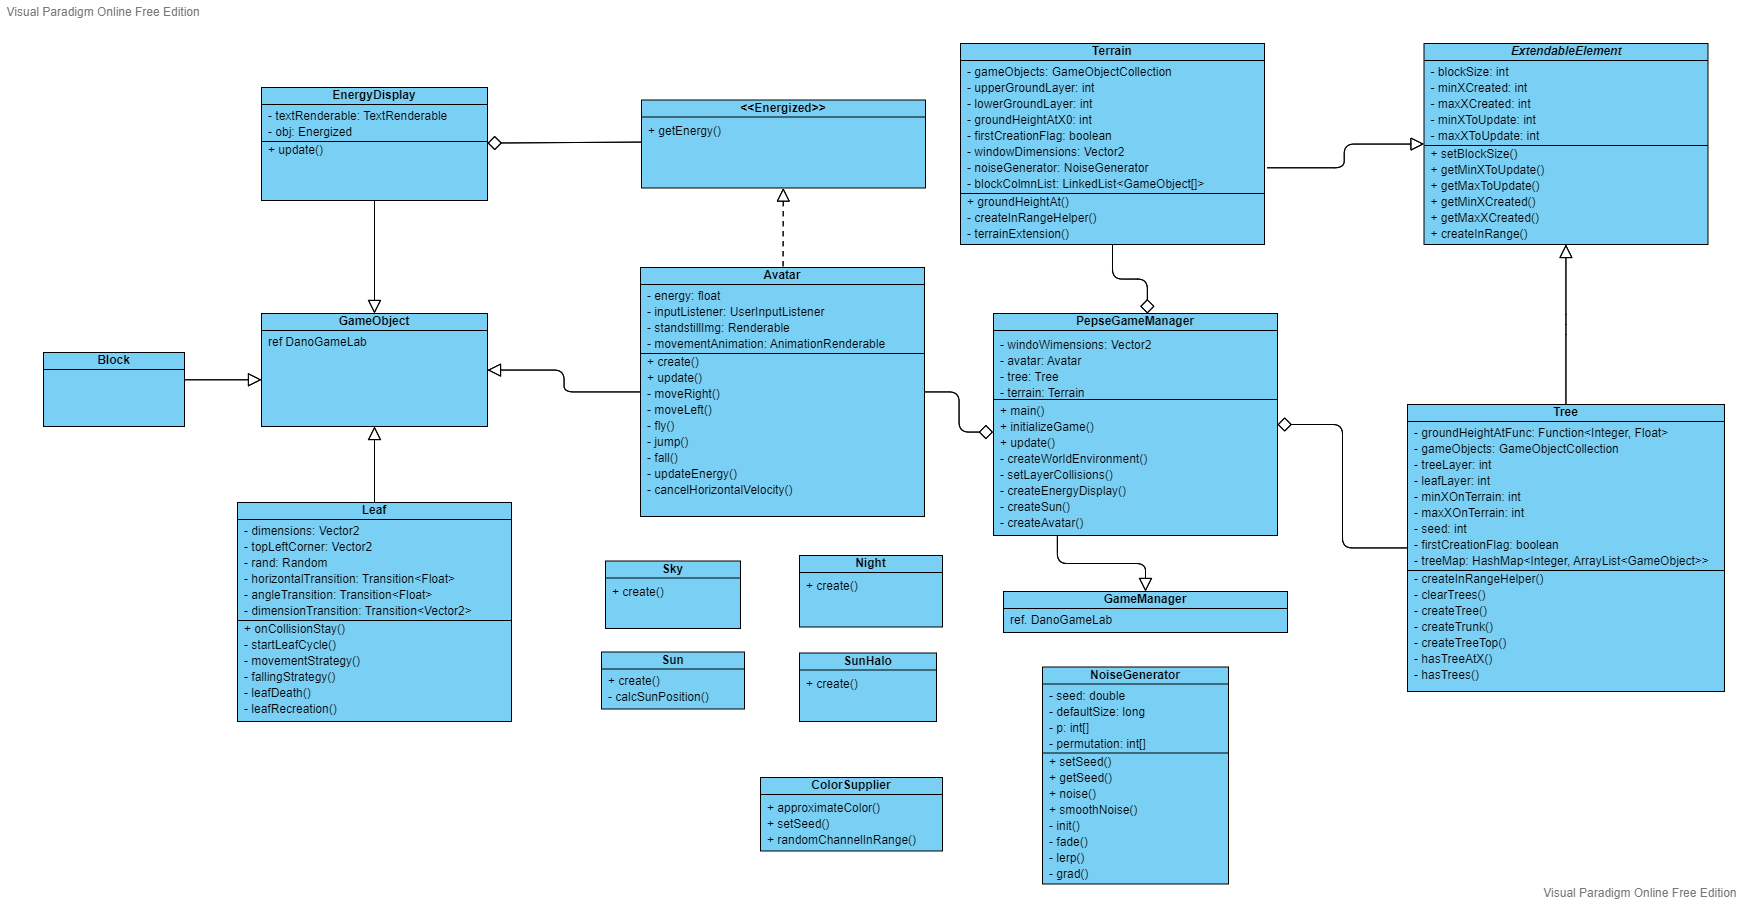 Visual Paradigm Online Free Edition
EnergyDisplay
- textRenderable: TextRenderable
- obj: Energized
+ update()
<<Energized>>
+ getEnergy()
Terrain
- gameObjects: GameObjectCollection
- upperGroundLayer: int
- lowerGroundLayer: int
- groundHeightAtX0: int
- firstCreationFlag: boolean
- windowDimensions: Vector2
- noiseGenerator: NoiseGenerator
- blockColmnList: LinkedList<GameObject[]>
+ groundHeightAt()
- createInRangeHelper()
- terrainExtension()
ExtendableElement
- blockSize: int
- minXCreated: int
- maxXCreated: int
- minXToUpdate: int
- maxXToUpdate: int
+ setBlockSize()
+ getMinXToUpdate()
+ getMaxToUpdate()
+ getMinXCreated()
+ getMaxXCreated()
+ createInRange()
Block
GameObject
ref DanoGameLab
Avatar
- energy: float
- inputListener: UserInputListener
- standstillImg: Renderable
- movementAnimation: AnimationRenderable
+ create()
+ update()
- moveRight()
- moveLeft()
- fly()
- jump()
- fall()
- updateEnergy()
- cancelHorizontalVelocity()
PepseGameManager
- windoWimensions: Vector2
- avatar: Avatar
- tree: Tree
- terrain: Terrain
+ main()
+ initializeGame()
+ update()
- createWorldEnvironment()
- setLayerCollisions()
- createEnergyDisplay()
- createSun()
- createAvatar()
Tree
- groundHeightAtFunc: Function<Integer, Float>
- gameObjects: GameObjectCollection
- treeLayer: int
- leafLayer: int
- minXOnTerrain: int
- maxXOnTerrain: int
- seed: int
- firstCreationFlag: boolean
- treeMap: HashMap<Integer, ArrayList<GameObject>>
- createInRangeHelper()
- clearTrees()
- createTree()
- createTrunk()
- createTreeTop()
- hasTreeAtX()
- hasTrees()
Leaf
- dimensions: Vector2
- topLeftCorner: Vector2
- rand: Random
- horizontalTransition: Transition<Float>
- angleTransition: Transition<Float>
- dimensionTransition: Transition<Vector2>
+ onCollisionStay()
- startLeafCycle()
- movementStrategy()
- fallingStrategy()
- leafDeath()
- leafRecreation()
Sky
+ create()
Night
+ create()
GameManager
ref. DanoGameLab
Sun
+ create()
- calcSunPosition()
SunHalo
+ create()
NoiseGenerator
- seed: double
- defaultSize: long
- p: int[]
- permutation: int[]
+ setSeed()
+ getSeed()
+ noise()
+ smoothNoise()
- init()
- fade()
- lerp()
- grad()
ColorSupplier
+ approximateColor()
+ setSeed()
+ randomChannelInRange()
Visual Paradigm Online Free Edition